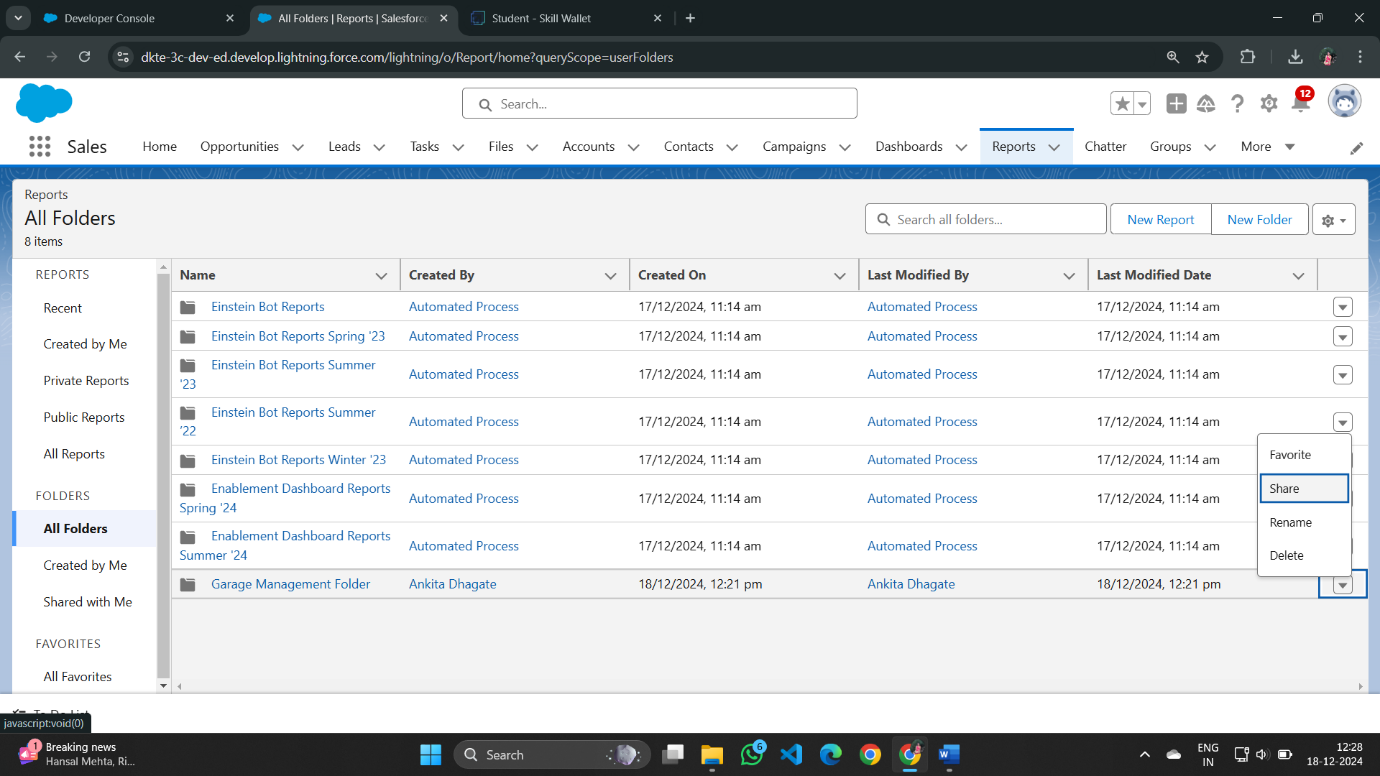 Developer Console
All Folders | Reports | Salesforce
Student - Skill Wallet
dkte-3c-dev-ed.develop.lightning.force.com/lightning/o/Report/home?queryScope=userFolders
Search...
12
Sales
Home
Opportunities
Leads
Tasks
Files
Accounts
Contacts
Campaigns
Dashboards
Reports
Chatter
Groups
More
Reports
All Folders
8 items
Search all folders...
New Report
New Folder
REPORTS
Recent
Created by Me
Private Reports
Public Reports
All Reports
FOLDERS
All Folders
Created by Me
Shared with Me
FAVORITES
All Favorites
Name Created By Created On Last Modified By Last Modified Date
Einstein Bot Reports Automated Process 17/12/2024, 11:14 am Automated Process 17/12/2024, 11:14 am
Einstein Bot Reports Spring '23 Automated Process 17/12/2024, 11:14 am Automated Process 17/12/2024, 11:14 am
Einstein Bot Reports Summer
'23
Automated Process 17/12/2024, 11:14 am Automated Process 17/12/2024, 11:14 am
Einstein Bot Reports Summer
'22
Automated Process 17/12/2024, 11:14 am Automated Process 17/12/2024, 11:14 am
Einstein Bot Reports Winter '23 Automated Process 17/12/2024, 11:14 am Automated Process 17/12/2024, 11:14 am
Enablement Dashboard Reports
Spring '24
Automated Process 17/12/2024, 11:14 am Automated Process 17/12/2024, 11:14 am
Enablement Dashboard Reports
Summer '24
Automated Process 17/12/2024, 11:14 am Automated Process 17/12/2024, 11:14 am
Garage Management Folder Ankita Dhagate 18/12/2024, 12:21 pm Ankita Dhagate 18/12/2024, 12:21 pm
Favorite
Share
Rename
Delete
To Do List
javascript:void(0)
1
Breaking news
Hansal Mehta, Ri...
Search
6
ENG
IN
12:28
18-12-2024